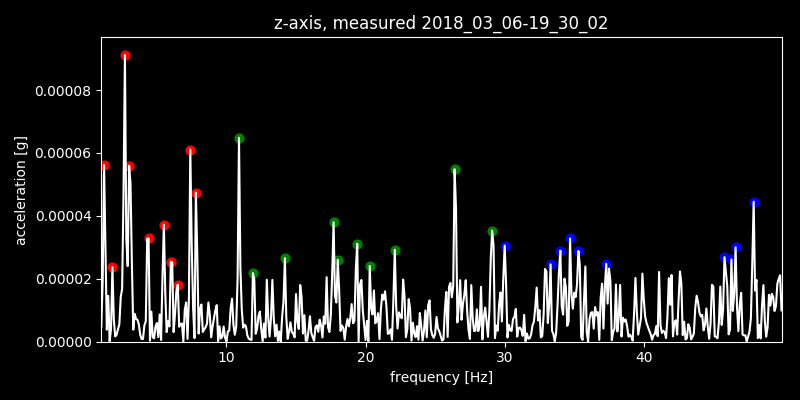 z-axis, measured 2018_03_06-19_30_02
0.00008
0.00006
0.00004
0.00002
0.00000
acceleration [g]
10 20 30 40
frequency [Hz]